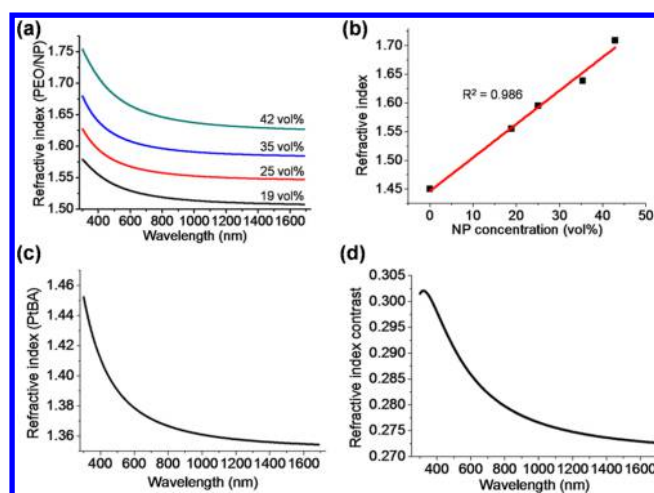 (a)
Refractive index (PEO/NP)
1.75
1.70
1.65
1.60
1.55
1.50
42 vol%
35 vol%
25 vol%
19 vol%
400 600 800 1000 1200 1400 1600
Wavelength (nm)
(b)
Refractive index
1.70
1.65
1.60
1.55
1.50
1.45
R² = 0.986
0 10 20 30 40 50
NP concentration (vol%)
(c)
Refractive index (PtBA)
1.46
1.44
1.42
1.40
1.38
1.36
400 600 800 1000 1200 1400 1600
Wavelength (nm)
(d)
Refractive index contrast
0.305
0.300
0.295
0.290
0.285
0.280
0.275
0.270
400 600 800 1000 1200 1400 1600
Wavelength (nm)